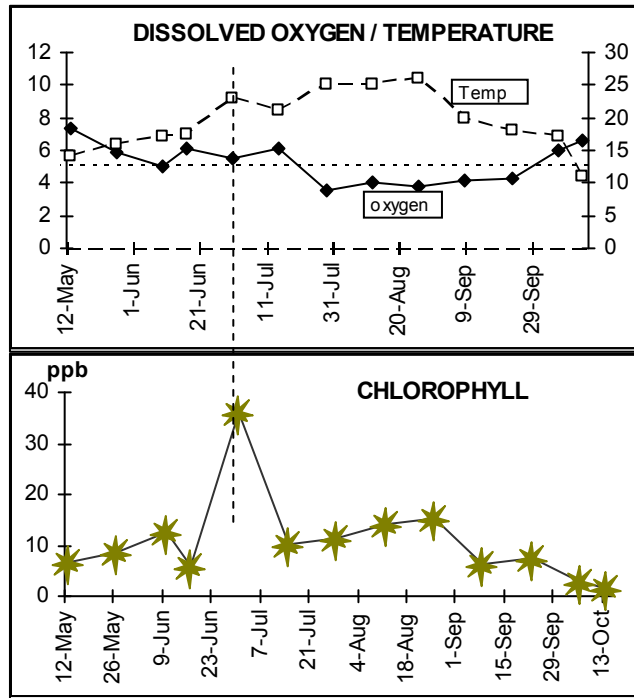 DISSOLVED OXYGEN / TEMPERATURE
12 30
10 25
8 20
6 15
4 10
2 5
0 0
Temp
oxygen
12-May 1-Jun 21-Jun 11-Jul 31-Jul 20-Aug 9-Sep 29-Sep
ppb
CHLOROPHYLL
40
30
20
10
0
12-May 26-May 9-Jun 23-Jun 7-Jul 21-Jul 4-Aug 18-Aug 1-Sep 15-Sep 29-Sep 13-Oct